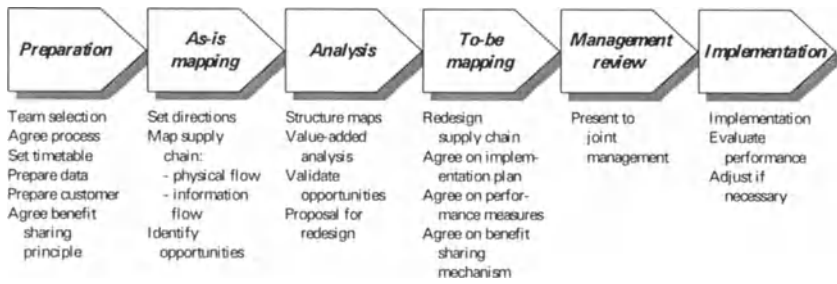 Preparation
As-is
mapping
Analysis
To-be
mapping
Management
review
Implementation
Team selection
Agree process
Set timetable
Prepare data
Prepare customer
Agree benefit
sharing
principle
Set directions
Map supply
chain:
- physical flow
- information
flow
Identify
opportunities
Structure maps
Value-added
analysis
Validate
opportunities
Proposal for
redesign
Redesign
supply chain
Agree on implem-
entation plan
Agree on perfor-
mance measures
Agree on benefit
sharing
mechanism
Present to
joint
management
Implementation
Evaluate
performance
Adjust if
necessary